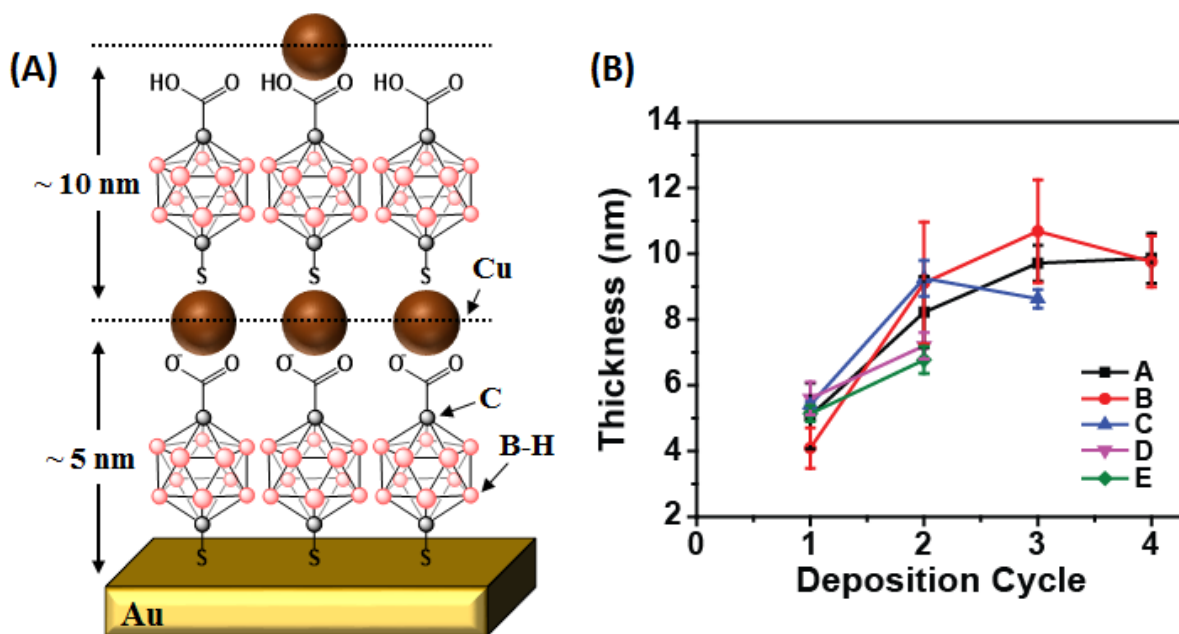 (A)
HO O HO O HO O
~ 10 nm
S S S
Cu
O- O O- O O- O
C
~ 5 nm
B-H
S S S
Au
(B)
14
12
10
8
6
4
2
Thickness (nm)
A
B
C
D
E
0 1 2 3 4
Deposition Cycle